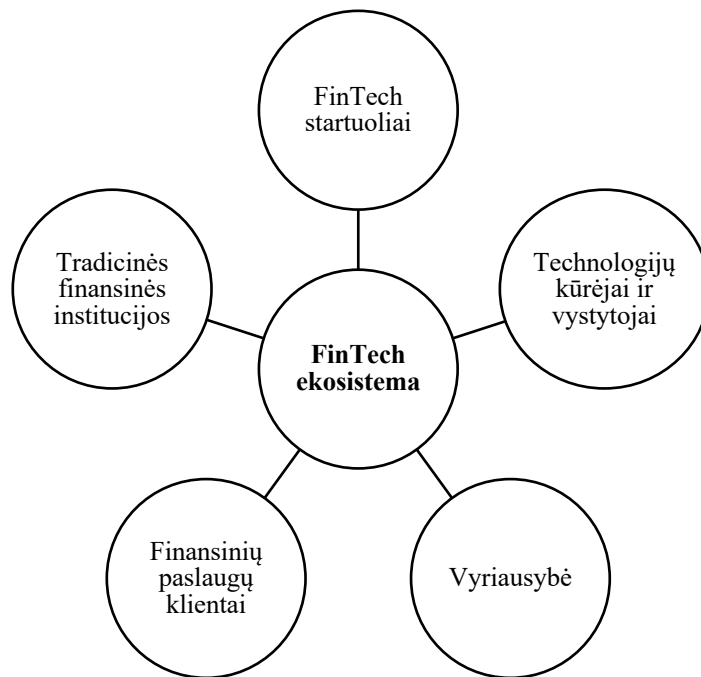 FinTech
startuoliai
Tradicinės
finansinės
institucijos
Technologijų
kūrėjai ir
vystytojai
FinTech
ekosistema
Finansinių
paslaugų
klientai
Vyriausybė